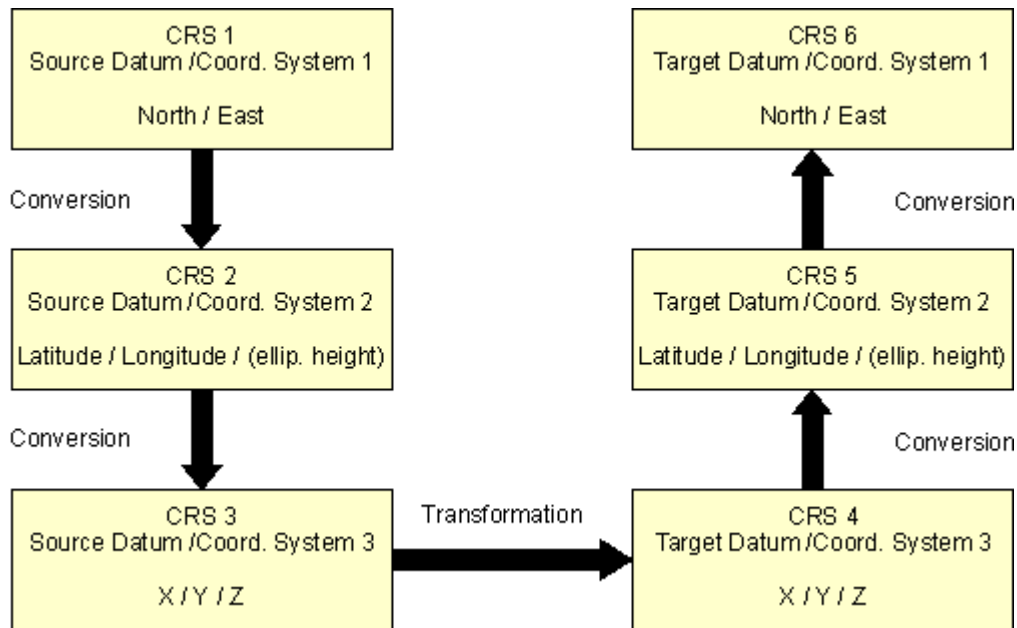 CRS 1
Source Datum /Coord. System 1
North / East
Conversion
CRS 2
Source Datum /Coord. System 2
Latitude / Longitude / (ellip. height)
Conversion
CRS 3
Source Datum /Coord. System 3
X / Y / Z
Transformation
CRS 4
Target Datum /Coord. System 3
X / Y / Z
Conversion
CRS 5
Target Datum /Coord. System 2
Latitude / Longitude / (ellip. height)
Conversion
CRS 6
Target Datum /Coord. System 1
North / East